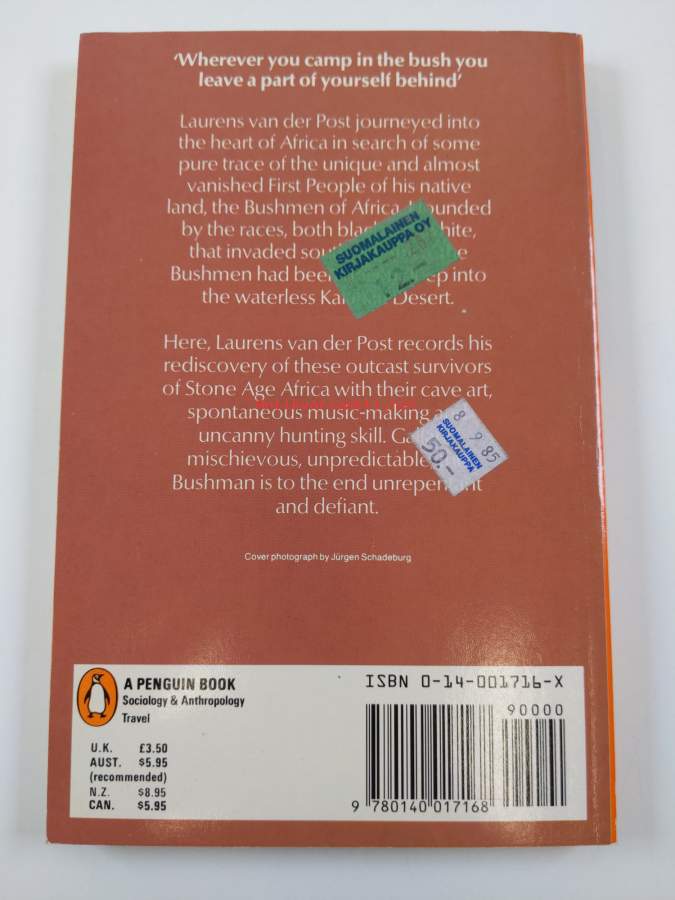 ‘Wherever you camp in the bush you
leave a part of yourself behind’
Laurens van der Post journeyed into
the heart of Africa in search of some
pure trace of the unique and almost
vanished First People of his native
land, the Bushmen of Africa.
by the races, both
that invaded
Bushmen had been into
the waterless Desert.
SUOMALAINEN
KIRJAKAUPPA OY
Here, Laurens van der Post records his
rediscovery of these outcast survivors
of Stone Age Africa with their cave art,
spontaneous music-making
uncanny hunting skill.
mischievous, unpredictable
Bushman is to the end
and defiant.
8 9 85
SUOMALAINEN
KIRJAKAUPPA
50.-
Cover photograph by Jürgen Schadeburg
A PENGUIN BOOK
Sociology & Anthropology
Travel
U.K. £3.50
AUST. $5.95
(recommended)
N.Z. $8.95
CAN. $5.95
ISBN 0-14-001716-X
90000
9 780140 017168